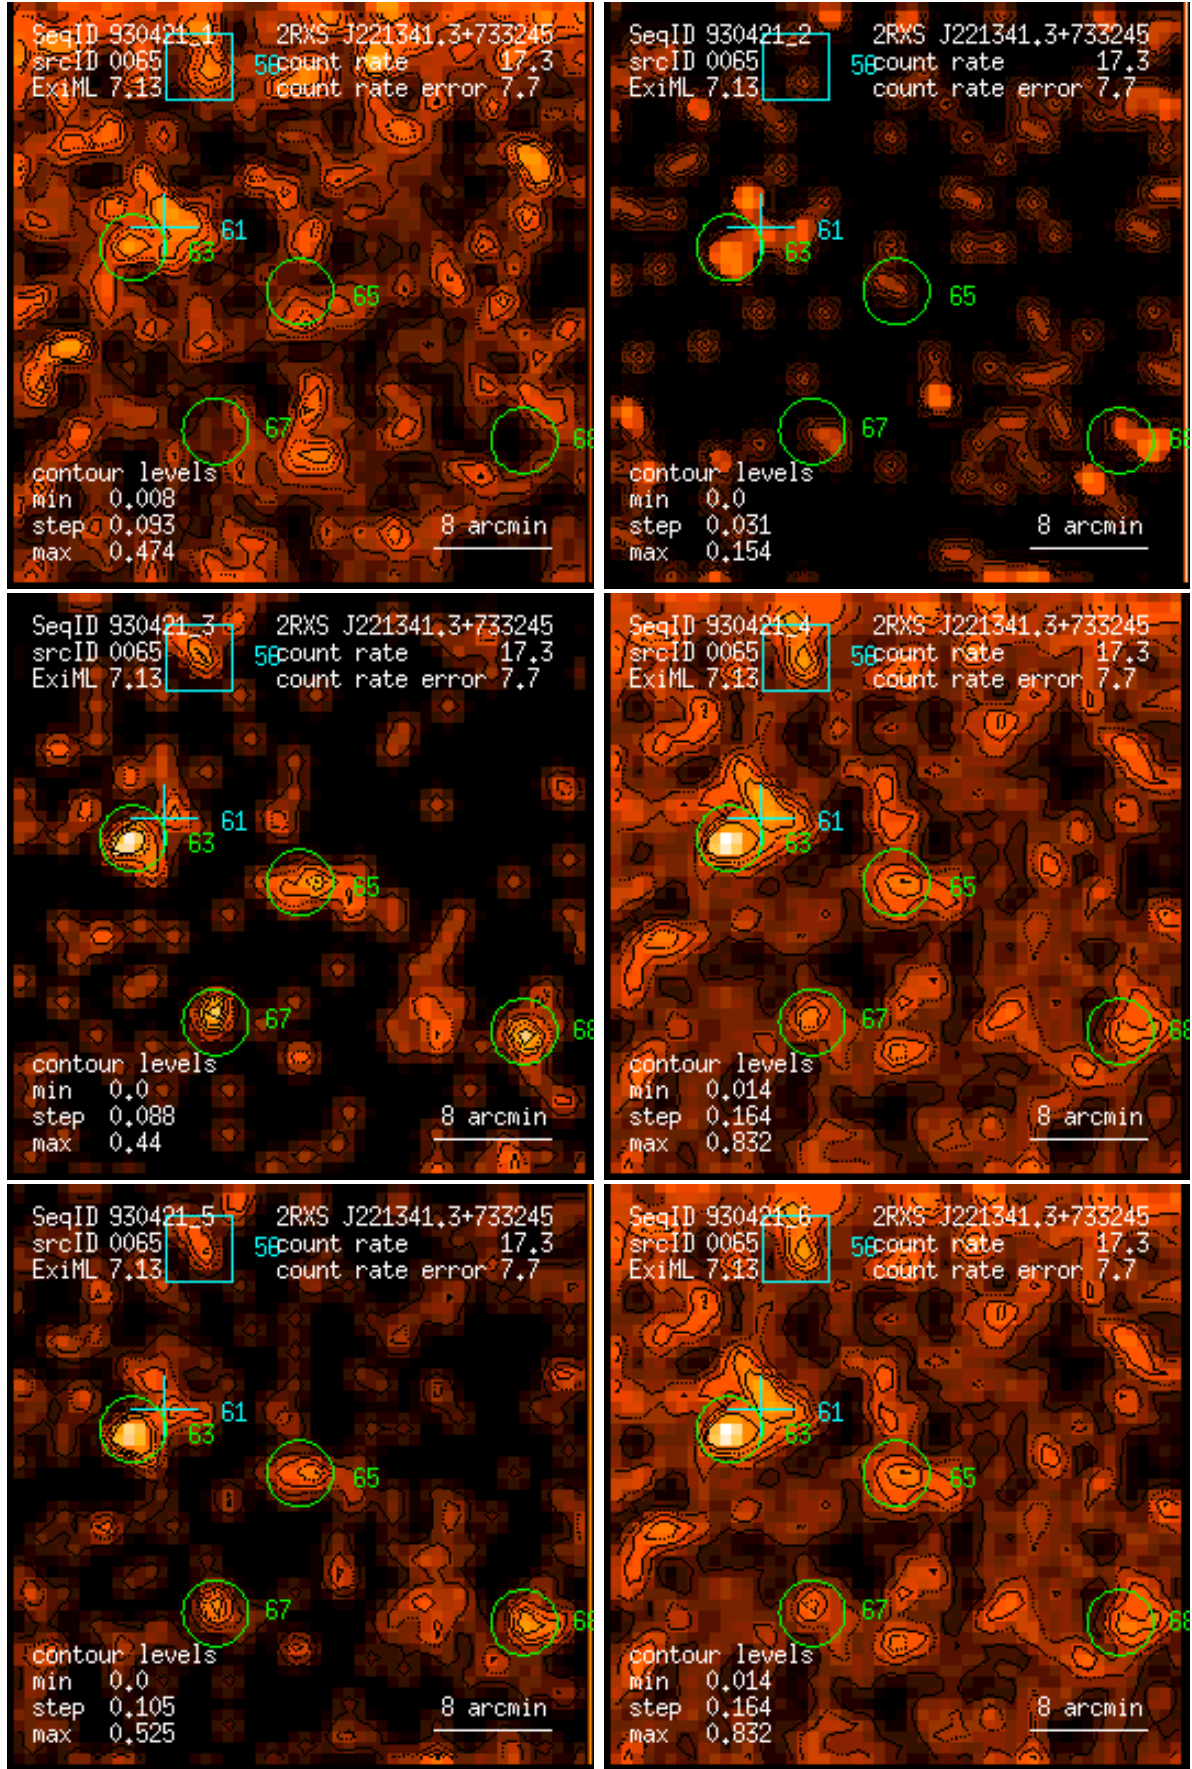 SeqID 930421_1 2RXS J221341.3+733245
srcID 0065 56 count rate 17.3
ExiML 7.13 count rate error 7.7
61
63
65
67
68
contour levels
min 0.008
step 0.093 8 arcmin
max 0.474
SeqID 930421_2 2RXS J221341.3+733245
srcID 0065 56 count rate 17.3
ExiML 7.13 count rate error 7.7
61
63
65
67
68
contour levels
min 0.0
step 0.031 8 arcmin
max 0.154
SeqID 930421_3 2RXS J221341.3+733245
srcID 0065 56 count rate 17.3
ExiML 7.13 count rate error 7.7
61
63
65
67
68
contour levels
min 0.0
step 0.088 8 arcmin
max 0.44
SeqID 930421_4 2RXS J221341.3+733245
srcID 0065 56 count rate 17.3
ExiML 7.13 count rate error 7.7
61
63
65
67
68
contour levels
min 0.014
step 0.164 8 arcmin
max 0.832
SeqID 930421_5 2RXS J221341.3+733245
srcID 0065 56 count rate 17.3
ExiML 7.13 count rate error 7.7
61
63
65
67
68
contour levels
min 0.0
step 0.105 8 arcmin
max 0.525
SeqID 930421_6 2RXS J221341.3+733245
srcID 0065 56 count rate 17.3
ExiML 7.13 count rate error 7.7
61
63
65
67
68
contour levels
min 0.014
step 0.164 8 arcmin
max 0.832